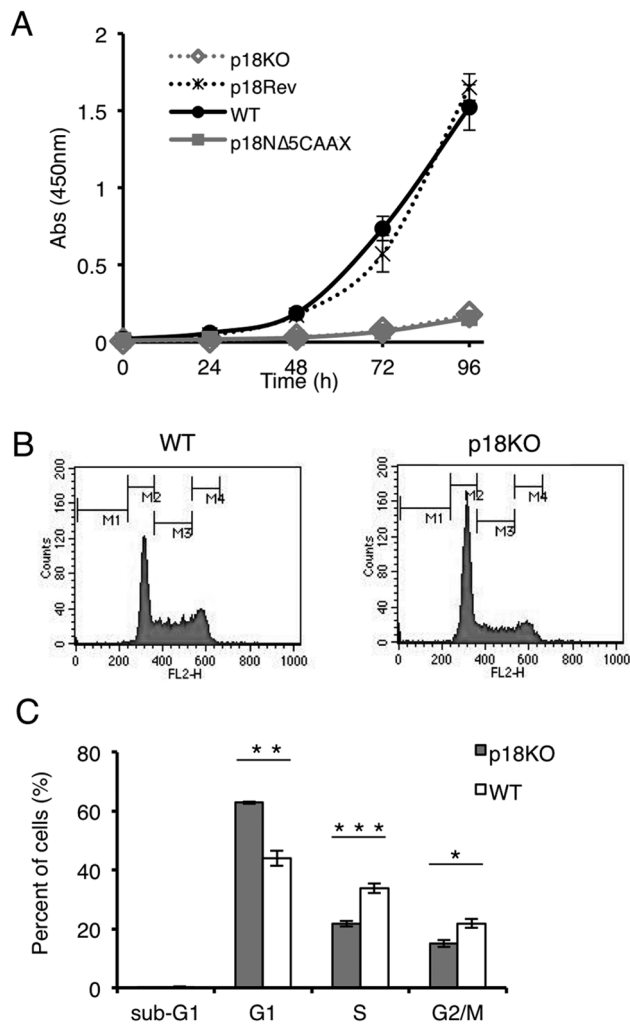 A
2
1.5
1
0.5
0
Abs (450nm)
p18KO
p18Rev
WT
p18NΔ5CAAX
0 24 48 72 96
Time (h)
B
WT
200
160
120
80
40
0
Counts
M1
M2
M3
M4
0 200 400 600 800 1000
FL2-H
p18KO
200
160
120
80
40
0
Counts
M1
M2
M3
M4
0 200 400 600 800 1000
FL2-H
C
80
60
40
20
0
Percent of cells (%)
* *
* * *
*
p18KO
WT
sub-G1 G1 S G2/M